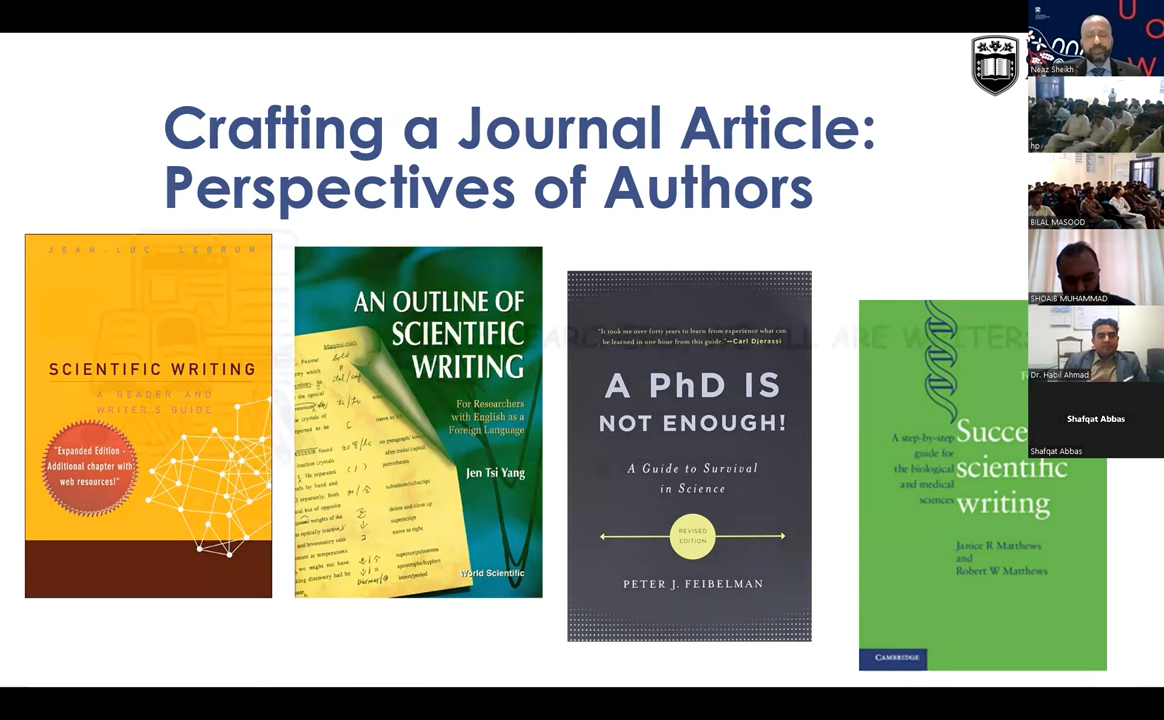 Crafting a Journal Article:
Perspectives of Authors
JEAN-LUC LEBRUN
SCIENTIFIC WRITING
A READER AND
WRITER'S GUIDE
"Expanded Edition -
Additional chapter with
web resources!"
AN OUTLINE OF
SCIENTIFIC
WRITING
For Researchers
with English as a
Foreign Language
Jen Tsi Yang
World Scientific
"It took me over forty years to learn from experience what can
be learned in one hour from this guide."—Carl Djerassi
A PhD IS
NOT ENOUGH!
A Guide to Survival
in Science
REVISED
EDITION
PETER J. FEIBELMAN
A step-by-step
guide for
the biological
and medical
sciences
Succe
scientific
writing
Janice R Matthews
and
Robert W Matthews
CAMBRIDGE
ALL ARE WRITERS
Neaz Sheikh
hp
BILAL MASOOD
SHOAIB MUHAMMAD
Dr. Habil Ahmad
Shafqat Abbas
Shafqat Abbas